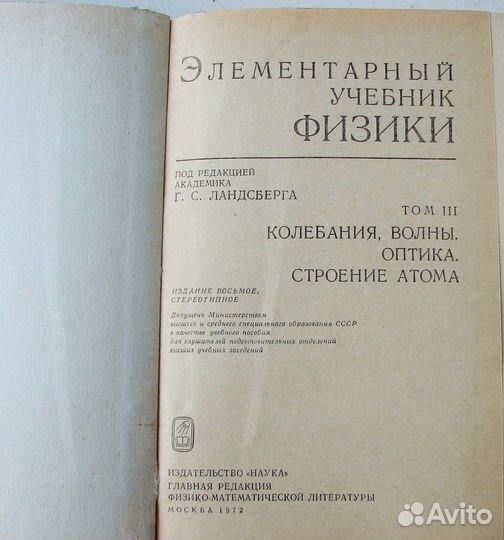 ЭЛЕМЕНТАРНЫЙ
УЧЕБНИК
ФИЗИКИ
ПОД РЕДАКЦИЕЙ
АКАДЕМИКА
Г. С. ЛАНДСБЕРГА
ТОМ III
КОЛЕБАНИЯ, ВОЛНЫ.
ОПТИКА.
СТРОЕНИЕ АТОМА
ИЗДАНИЕ ВОСЬМОЕ,
СТЕРЕОТИПНОЕ
Допущено Министерством
высшего и среднего специального образования СССР
в качестве учебного пособия
для слушателей подготовительных отделений
высших учебных заведений
ИЗДАТЕЛЬСТВО «НАУКА»
ГЛАВНАЯ РЕДАКЦИЯ
ФИЗИКО-МАТЕМАТИЧЕСКОЙ ЛИТЕРАТУРЫ
МОСКВА 1972
Avito